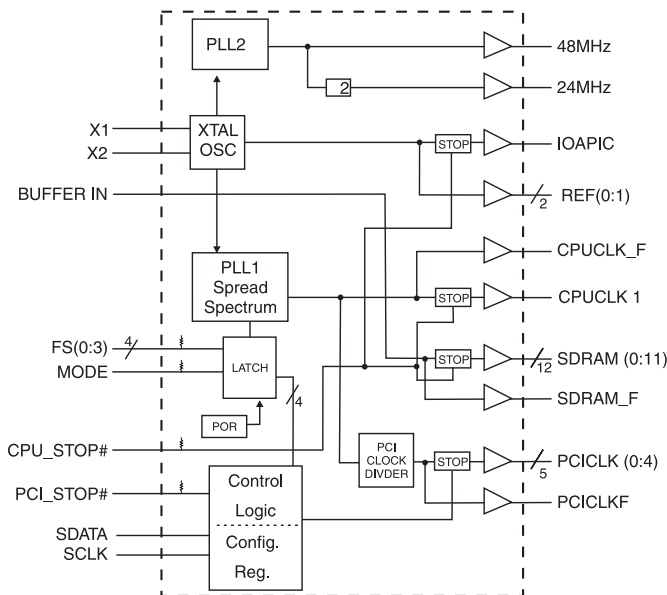 PLL2
48MHz
2
24MHz
X1
X2
XTAL
OSC
STOP
IOAPIC
BUFFER IN
2
REF(0:1)
PLL1
Spread
Spectrum
CPUCLK_F
STOP
CPUCLK 1
FS(0:3)
4
MODE
LATCH
4
STOP
12
SDRAM (0:11)
SDRAM_F
POR
CPU_STOP#
PCI_STOP#
SDATA
SCLK
Control
Logic
Config.
Reg.
PCI
CLOCK
DIVDER
STOP
5
PCICLK (0:4)
PCICLKF